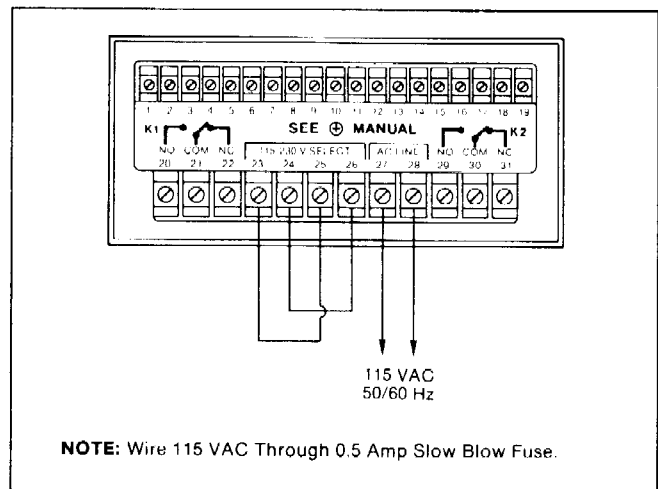 1 2 3 4 5 6 7 8 9 10 11 12 13 14 15 16 17 18 19
K1 SEE ⊕ MANUAL K2
NO COM NC 115 230 V SELECT AC LINE NO COM NC
20 21 22 23 24 25 26 27 28 29 30 31
115 VAC
50/60 Hz
NOTE: Wire 115 VAC Through 0.5 Amp Slow Blow Fuse.